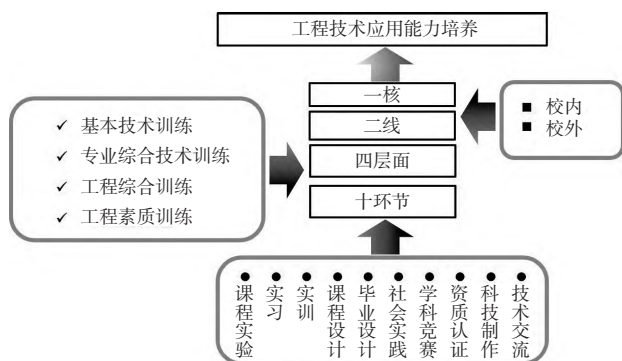 工程技术应用能力培养
一核
二线
四层面
十环节
■ 校内
■ 校外
✓ 基本技术训练
✓ 专业综合技术训练
✓ 工程综合训练
✓ 工程素质训练
● 课程实验
● 实习
● 实训
● 课程设计
● 毕业设计
● 社会实践
● 学科竞赛
● 资质认证
● 科技制作
● 技术交流